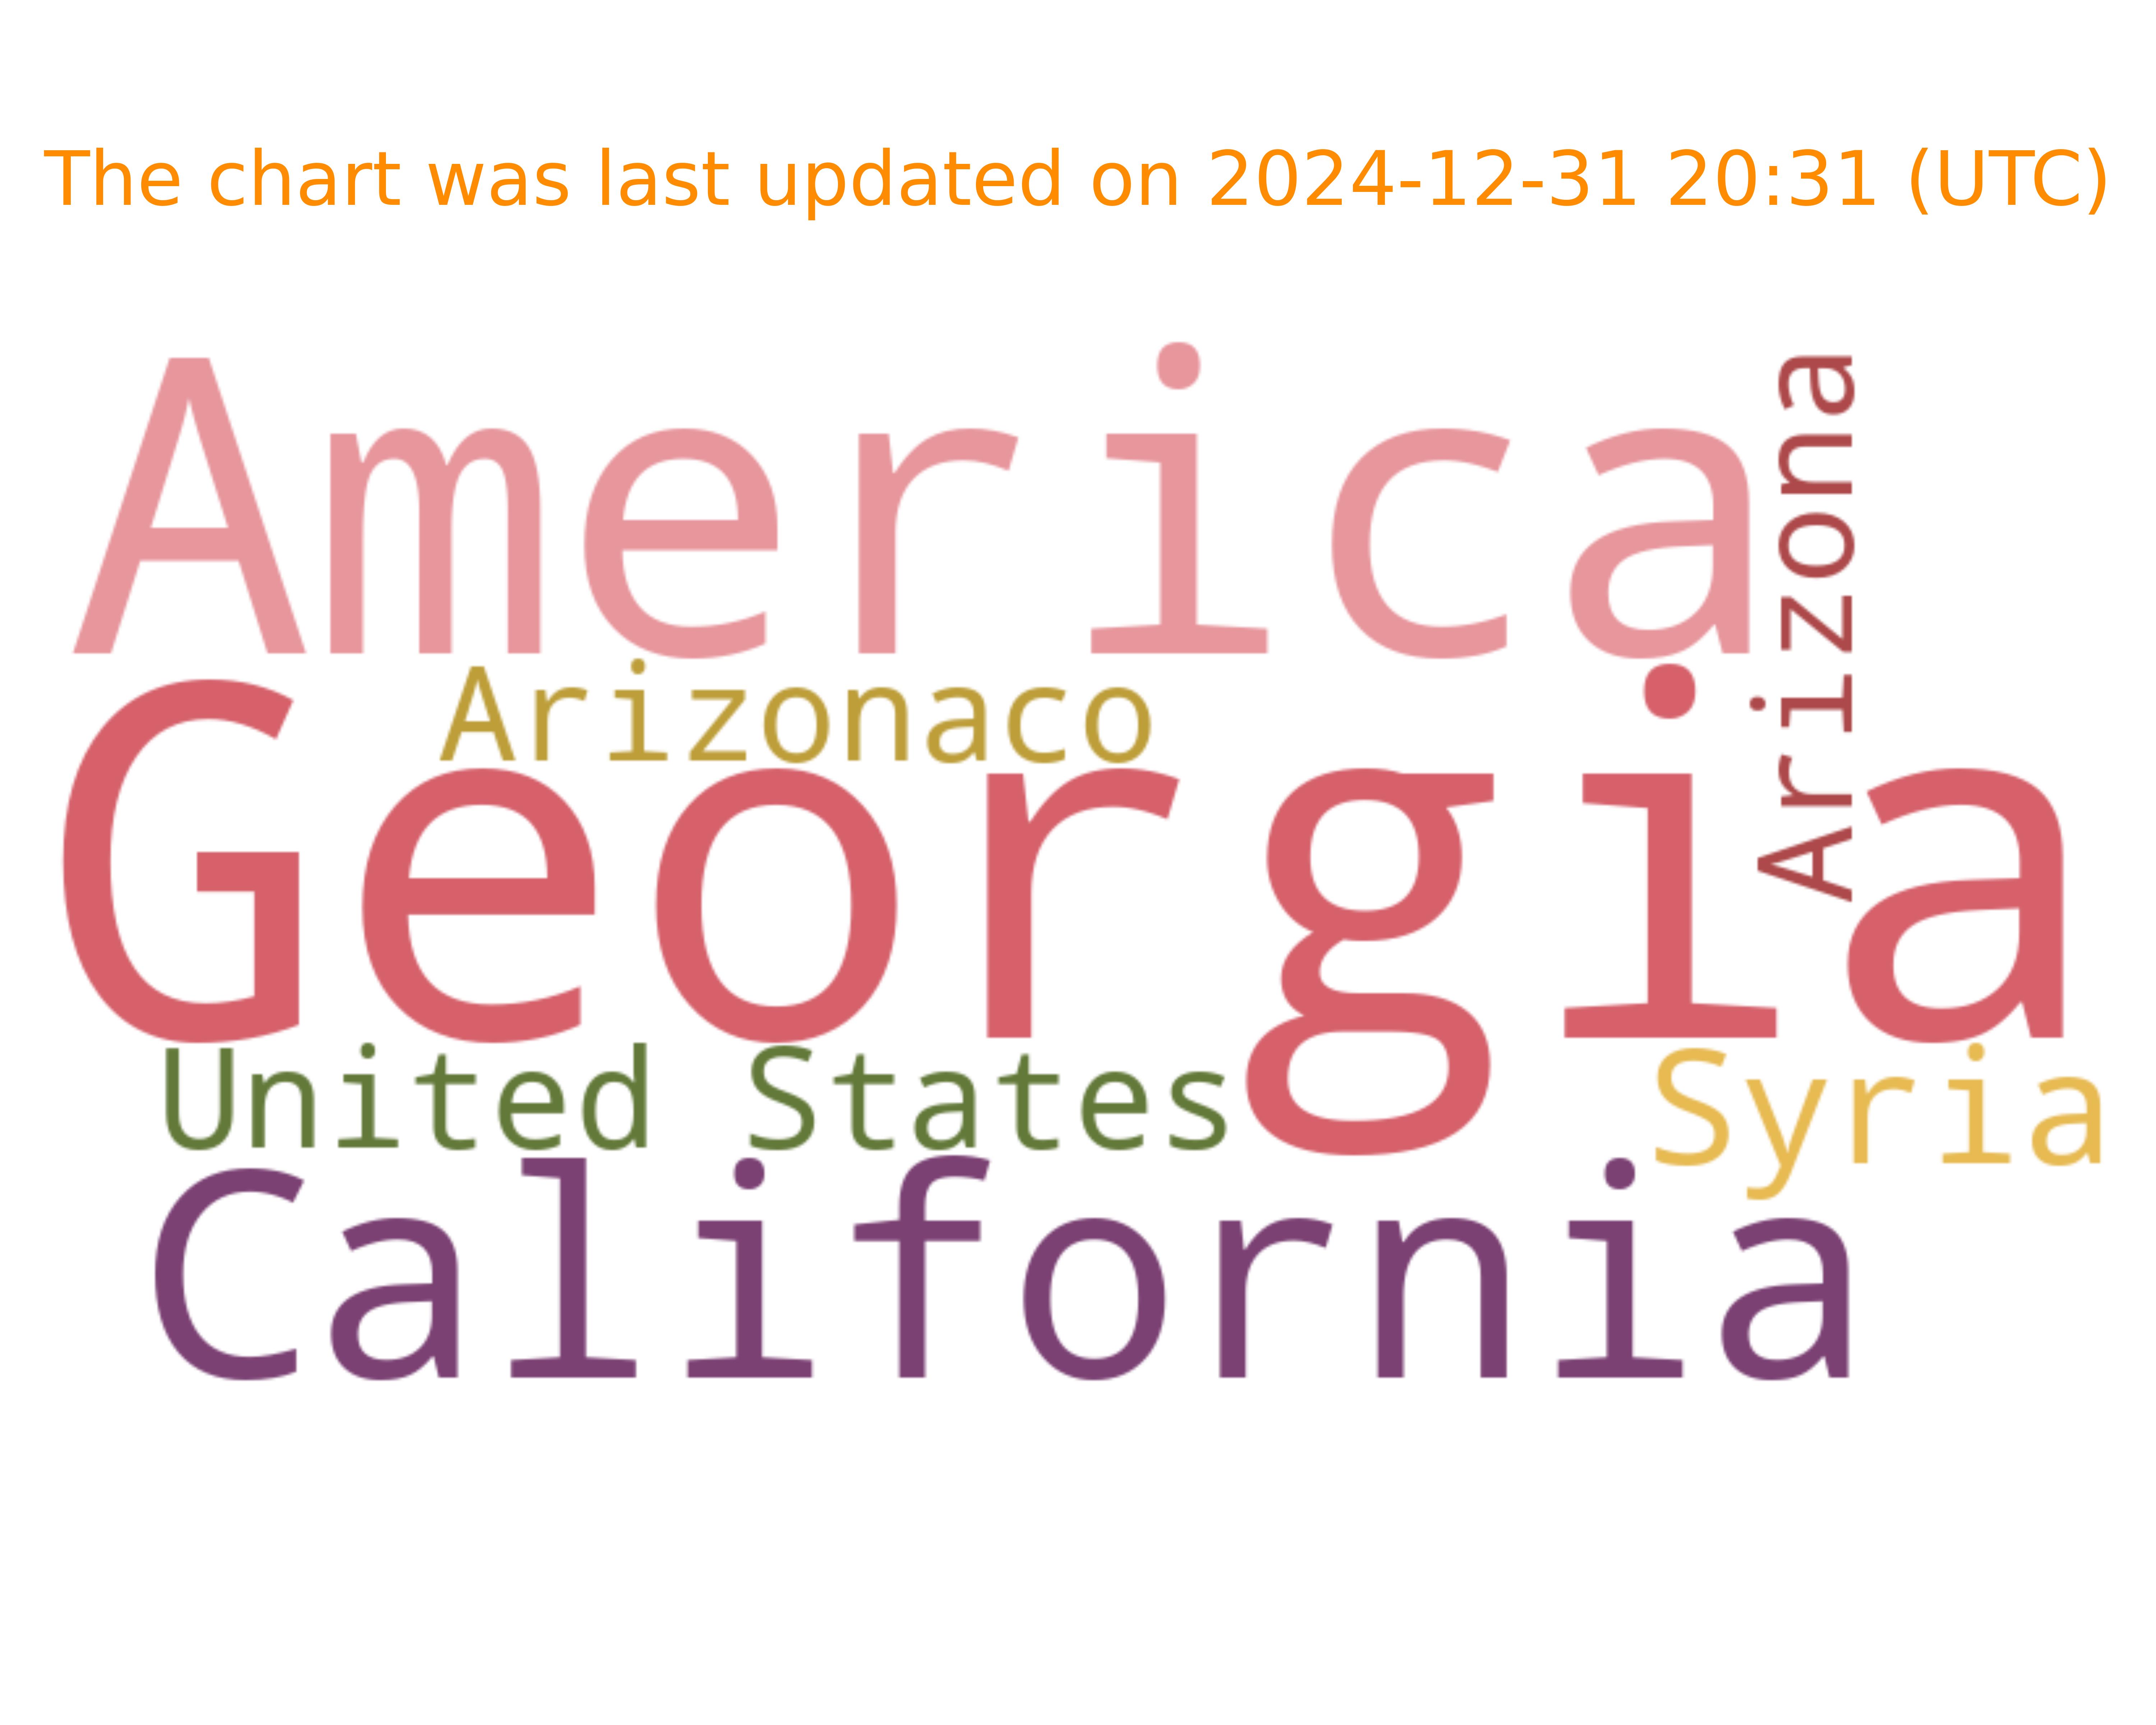 The chart was last updated on 2024-12-31 20:31 (UTC)
America
Arizona
Arizonaco
Georgia
United States
Syria
California